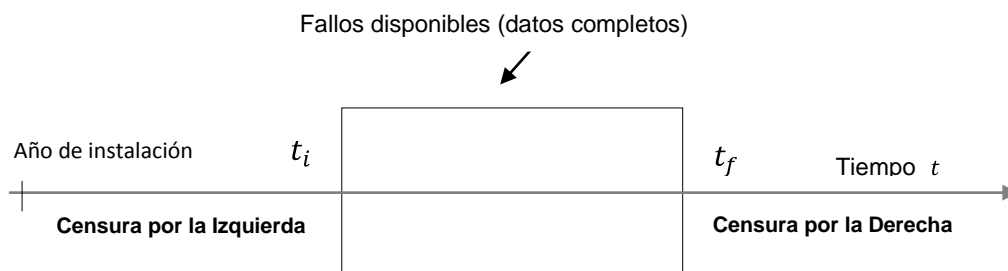 Fallos disponibles (datos completos)
Año de instalación
t_i
t_f
Tiempo t
Censura por la Izquierda
Censura por la Derecha